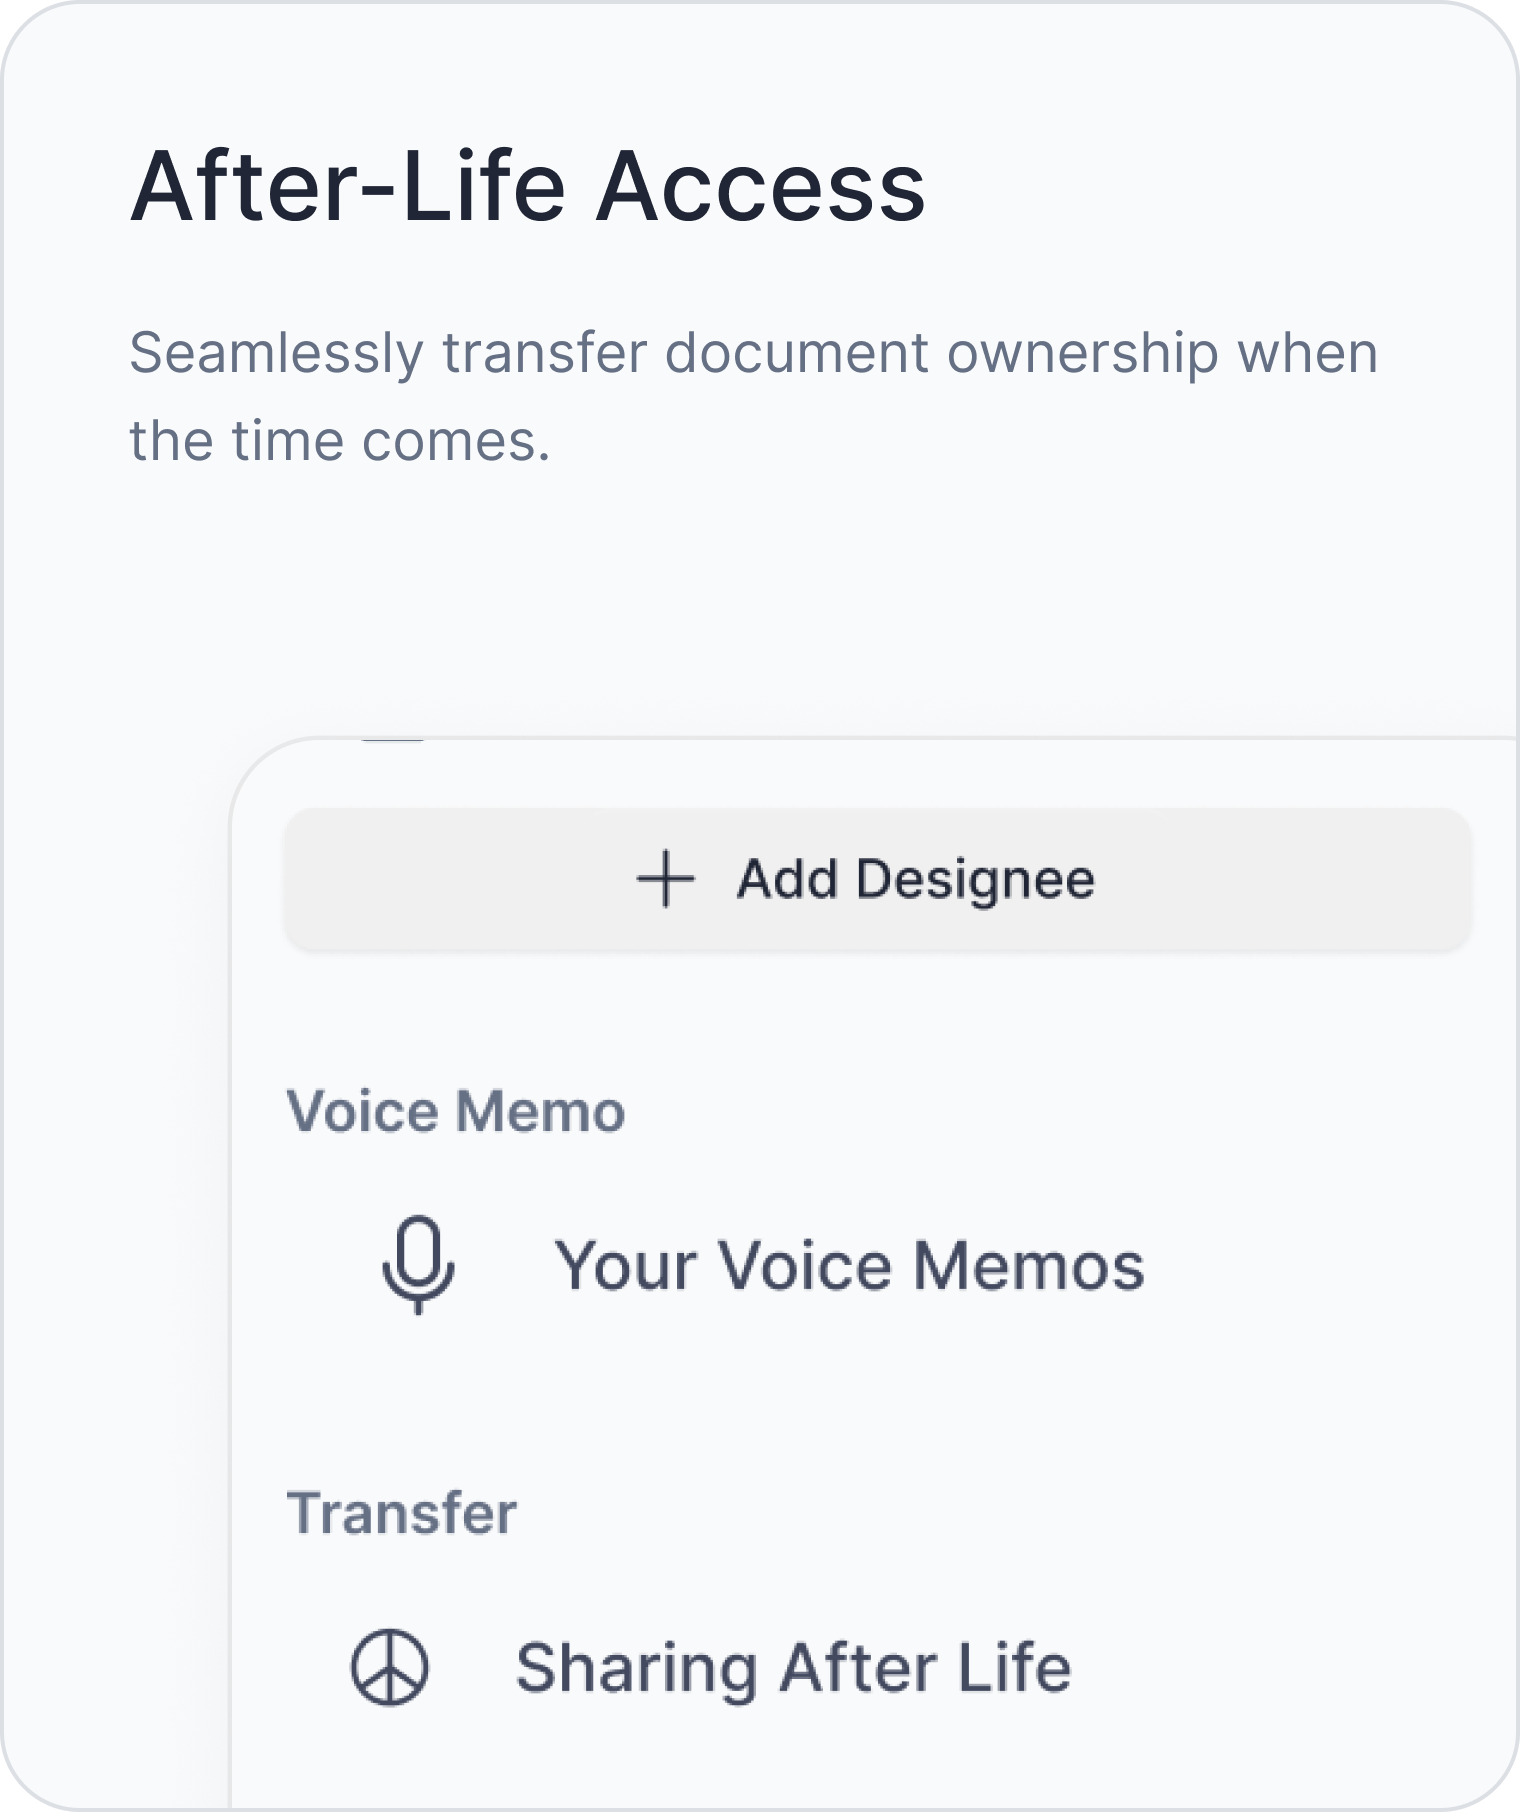 After-Life Access
Seamlessly transfer document ownership when
the time comes.
Add Designee
Voice Memo
Your Voice Memos
Transfer
Sharing After Life